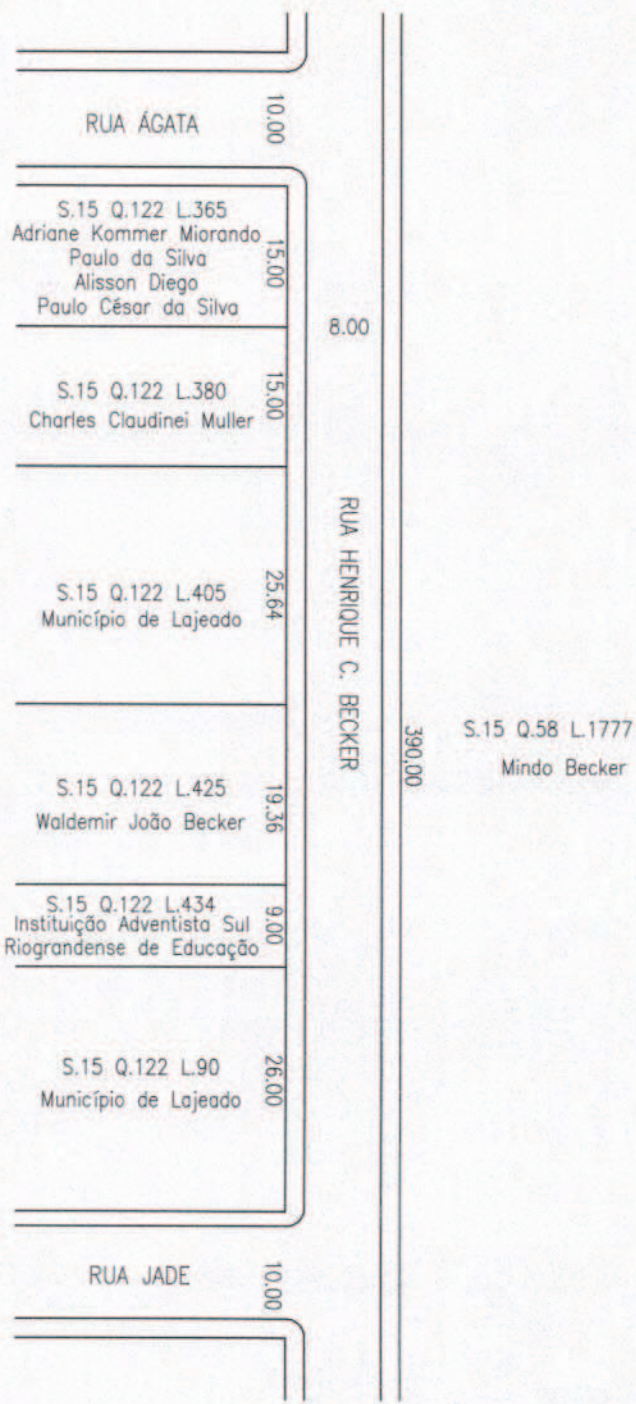 RUA ÁGATA
10.00
S.15 Q.122 L.365
Adriane Kommer Miorando
Paulo da Silva
Alisson Diego
Paulo César da Silva
15.00
8.00
S.15 Q.122 L.380
Charles Claudinei Muller
15.00
RUA HENRIQUE C. BECKER
S.15 Q.122 L.405
Município de Lajeado
25.64
390,00
S.15 Q.58 L.1777
Mindo Becker
S.15 Q.122 L.425
Waldemir João Becker
19.36
S.15 Q.122 L.434
Instituição Adventista Sul
Riograndense de Educação
9.00
S.15 Q.122 L.90
Município de Lajeado
26.00
RUA JADE
10.00